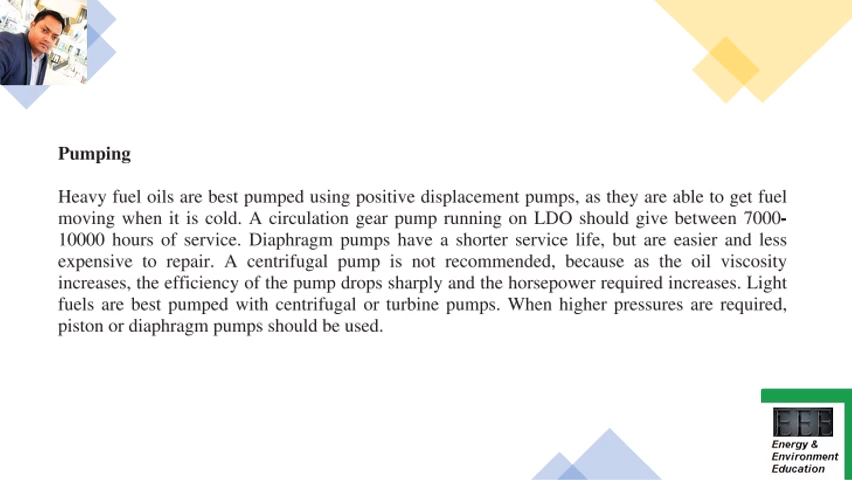 Pumping
Heavy fuel oils are best pumped using positive displacement pumps, as they are able to get fuel
moving when it is cold. A circulation gear pump running on LDO should give between 7000-
10000 hours of service. Diaphragm pumps have a shorter service life, but are easier and less
expensive to repair. A centrifugal pump is not recommended, because as the oil viscosity
increases, the efficiency of the pump drops sharply and the horsepower required increases. Light
fuels are best pumped with centrifugal or turbine pumps. When higher pressures are required,
piston or diaphragm pumps should be used.
EEE
Energy &
Environment
Education